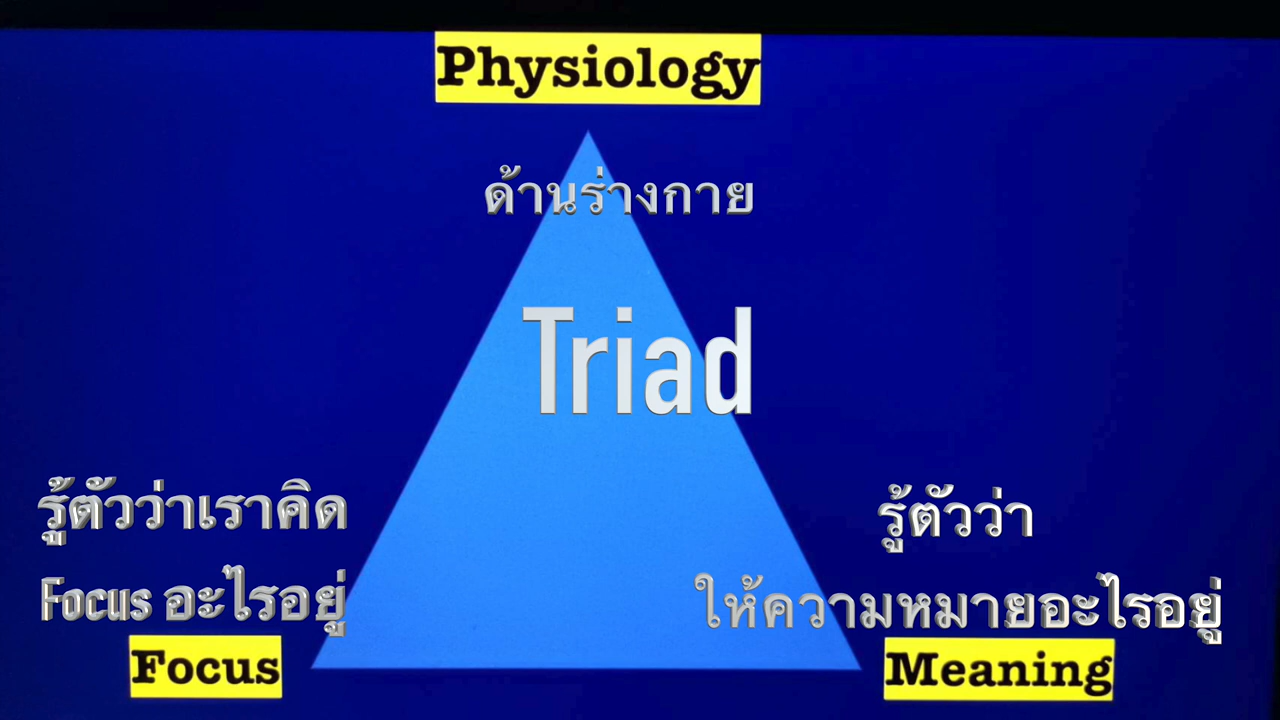 Physiology
ด้านร่างกาย
Triad
รู้ตัวว่าเราคิด
Focus อะไรอยู่
Focus
รู้ตัวว่า
ให้ความหมายอะไรอยู่
Meaning